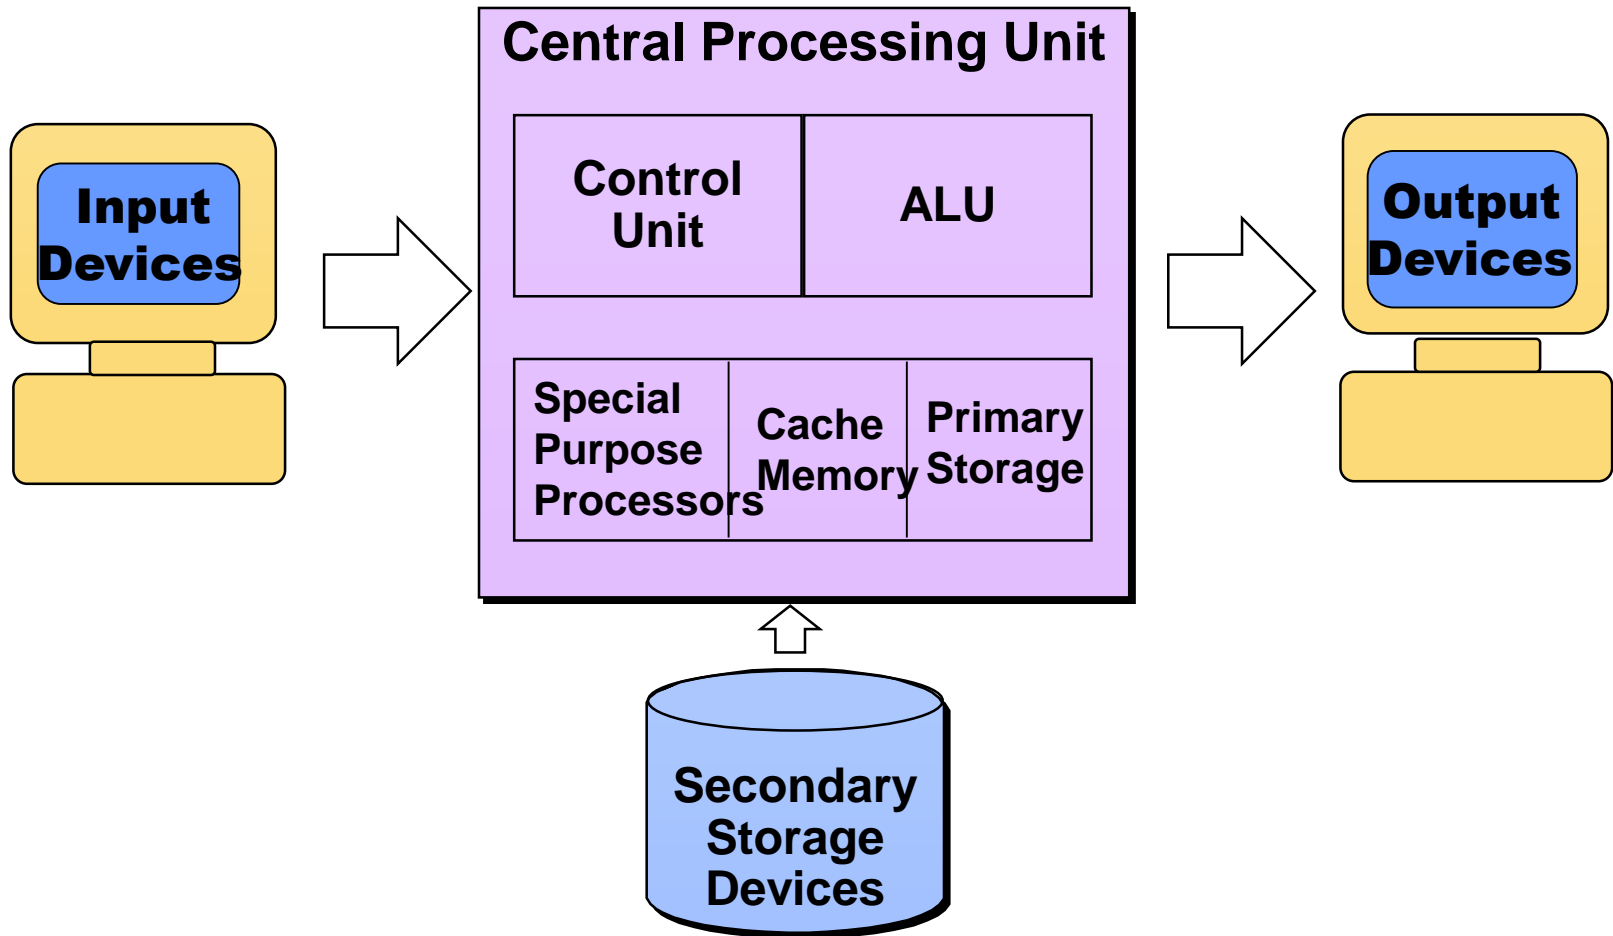 Central Processing Unit
Input
Devices
Control
Unit
ALU
Output
Devices
Special
Purpose
Processors
Cache
Memory
Primary
Storage
Secondary
Storage
Devices